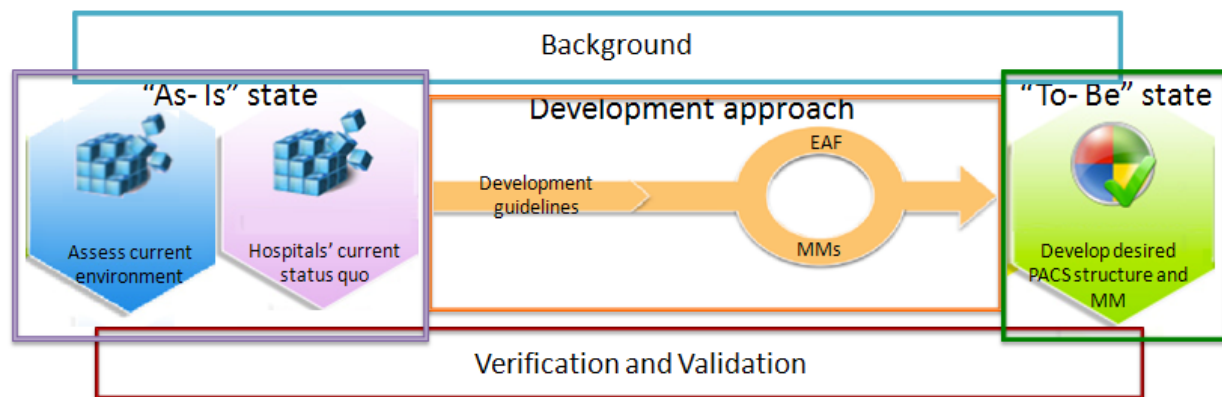 Background
“As- Is” state
Assess current
environment
Hospitals’ current
status quo
Development approach
Development
guidelines
EAF
MMs
“To- Be” state
Develop desired
PACS structure and
MM
Verification and Validation